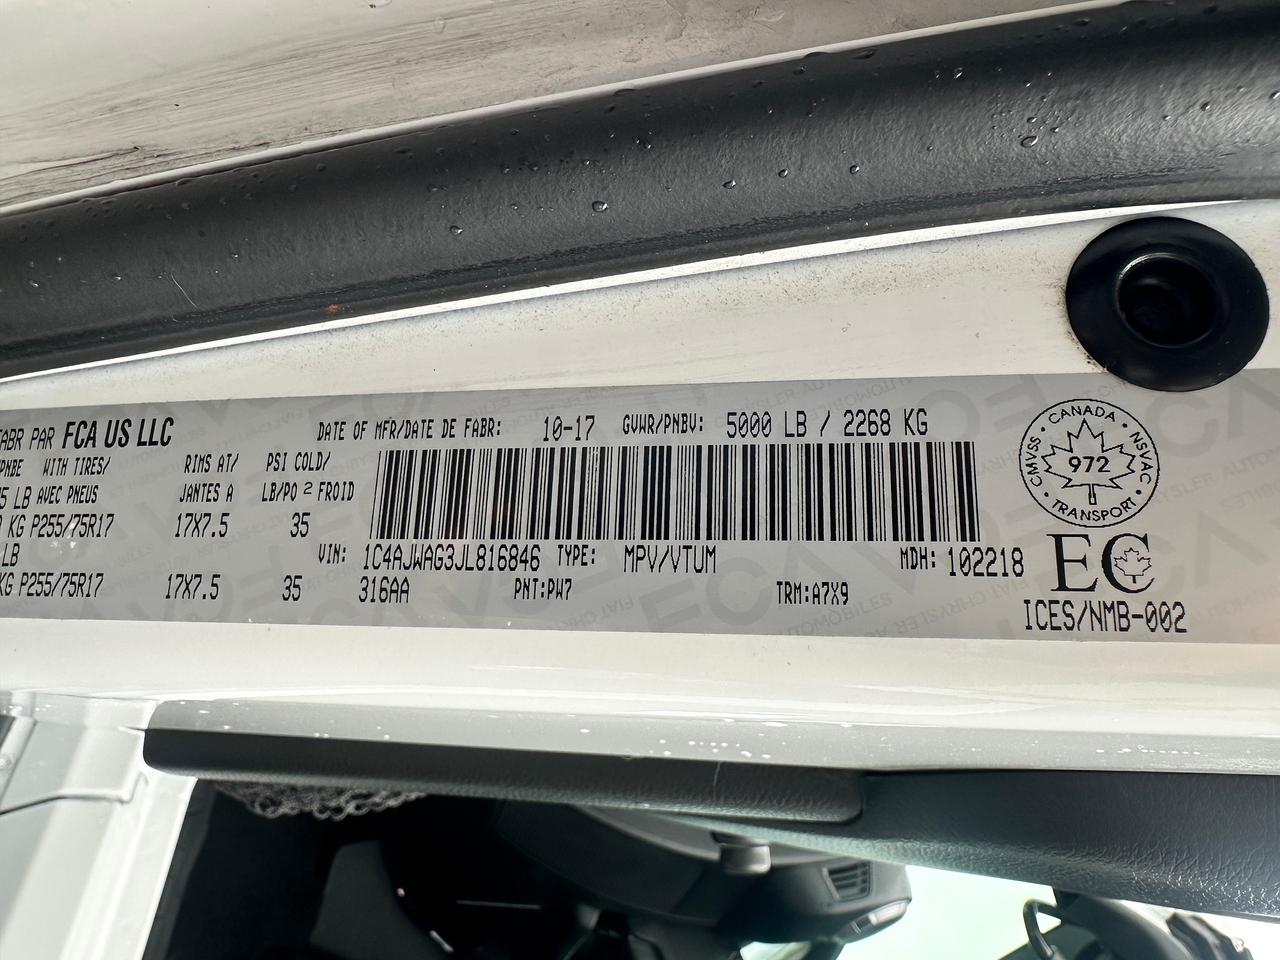 FABR PAR FCA US LLC
DATE OF MFR/DATE DE FABR: 10-17 GVWR/PNBV: 5000 LB / 2268 KG
WITH TIRES/ RIMS AT/ PSI COLD/
LB AVEC PNEUS JANTES A LB/PO 2 FROID
KG P255/75R17 17X7.5 35
LB
VIN: 1C4AJWAG3JL816846 TYPE: MPV/VTUM MDH: 102218
KG P255/75R17 17X7.5 35 316AA PNT:PW7 TRM:A7X9
CANADA
CMVSS · NSVAC
972
TRANSPORT
EC
ICES/NMB-002